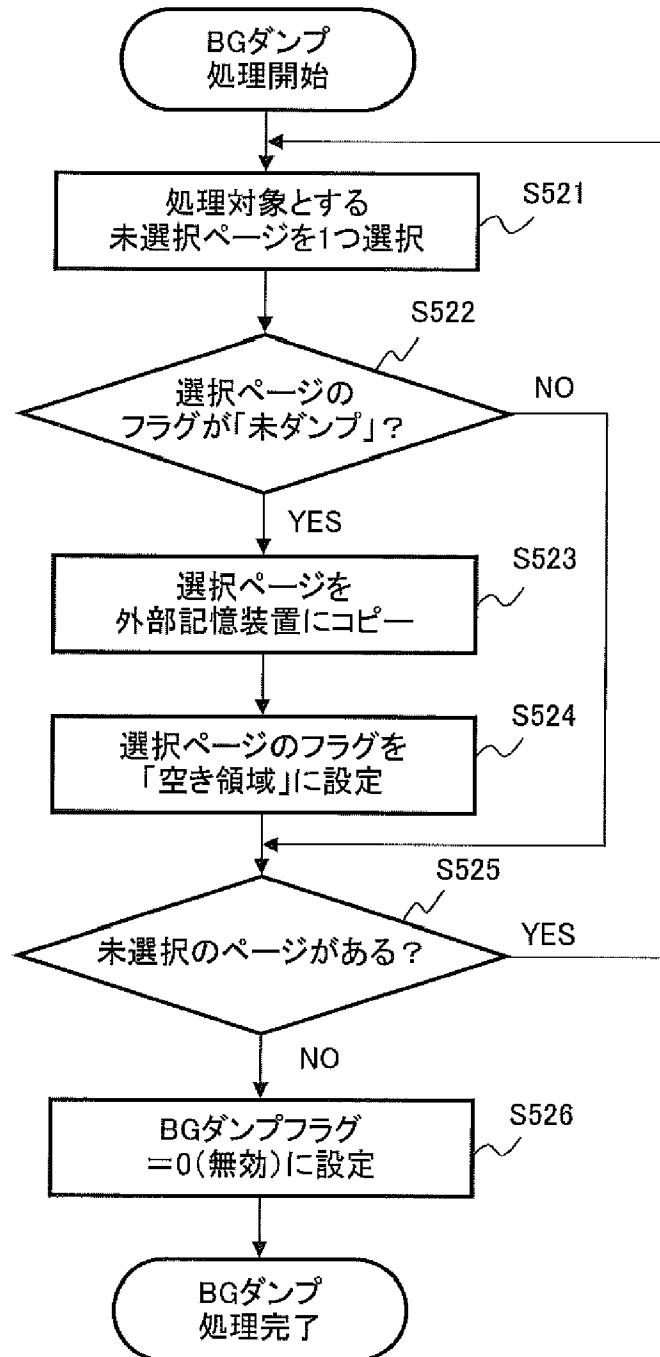 BGダンプ
処理開始
処理対象とする
未選択ページを1つ選択
S521
S522
選択ページの
フラグが「未ダンプ」?
NO
YES
選択ページを
外部記憶装置にコピー
S523
選択ページのフラグを
「空き領域」に設定
S524
S525
未選択のページがある?
YES
NO
BGダンプフラグ
=0(無効)に設定
S526
BGダンプ
処理完了